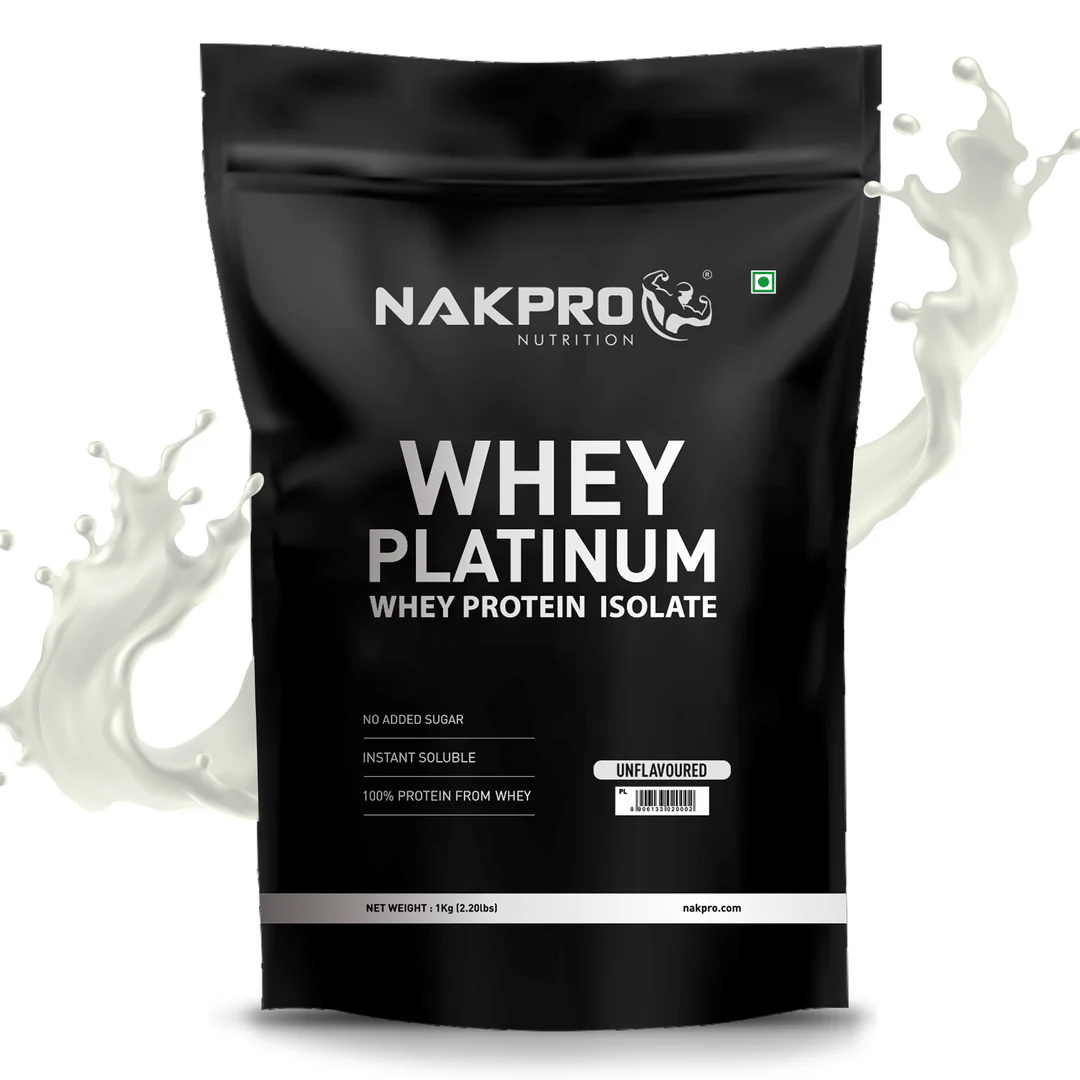 NAKPRO ®
NUTRITION
WHEY
PLATINUM
WHEY PROTEIN ISOLATE
NO ADDED SUGAR
INSTANT SOLUBLE
100% PROTEIN FROM WHEY
UNFLAVOURED
PL
8906133020002
NET WEIGHT : 1Kg (2.20lbs)
nakpro.com